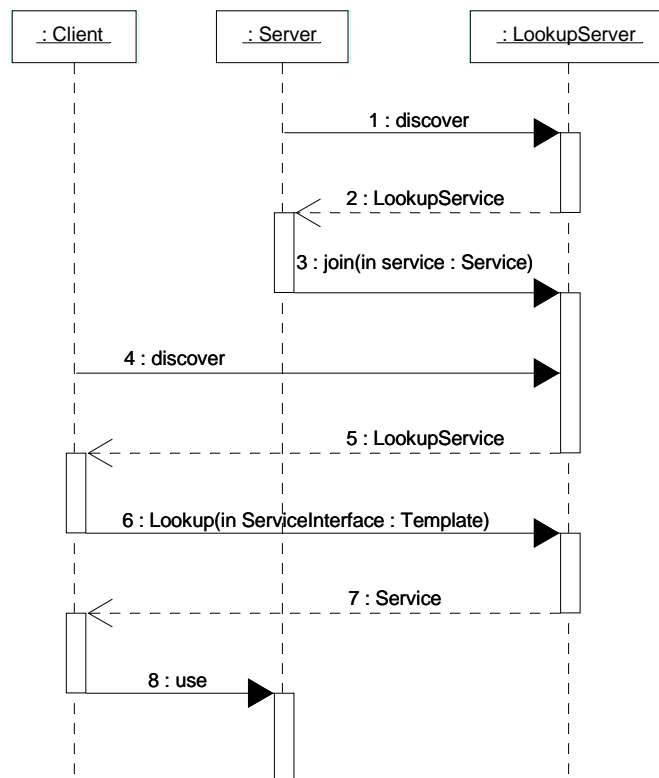 : Client
: Server
: LookupServer
1 : discover
2 : LookupService
3 : join(in service : Service)
4 : discover
5 : LookupService
6 : Lookup(in ServiceInterface : Template)
7 : Service
8 : use